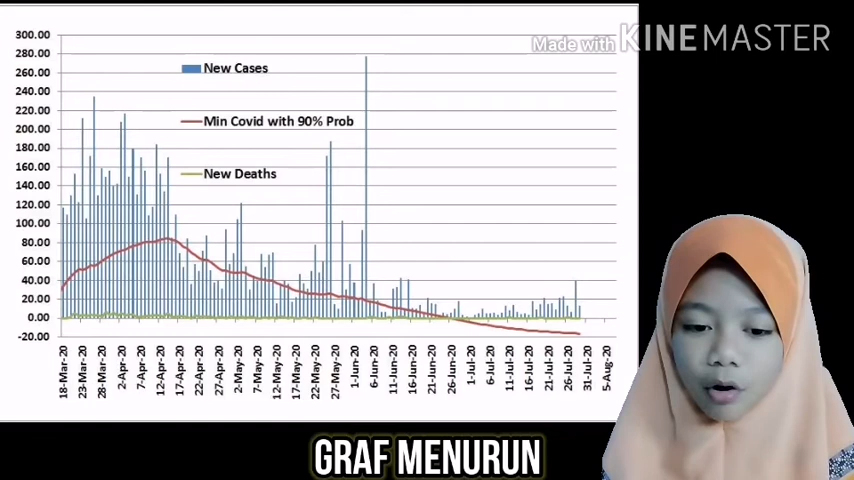 Made with KINEMASTER
300.00
280.00
260.00
240.00
220.00
200.00
180.00
160.00
140.00
120.00
100.00
80.00
60.00
40.00
20.00
0.00
-20.00
New Cases
Min Covid with 90% Prob
New Deaths
18-Mar-20
23-Mar-20
28-Mar-20
2-Apr-20
7-Apr-20
12-Apr-20
17-Apr-20
22-Apr-20
27-Apr-20
2-May-20
7-May-20
12-May-20
17-May-20
22-May-20
27-May-20
1-Jun-20
6-Jun-20
11-Jun-20
16-Jun-20
21-Jun-20
26-Jun-20
1-Jul-20
6-Jul-20
11-Jul-20
16-Jul-20
21-Jul-20
26-Jul-20
31-Jul-20
5-Aug-20
GRAF MENURUN